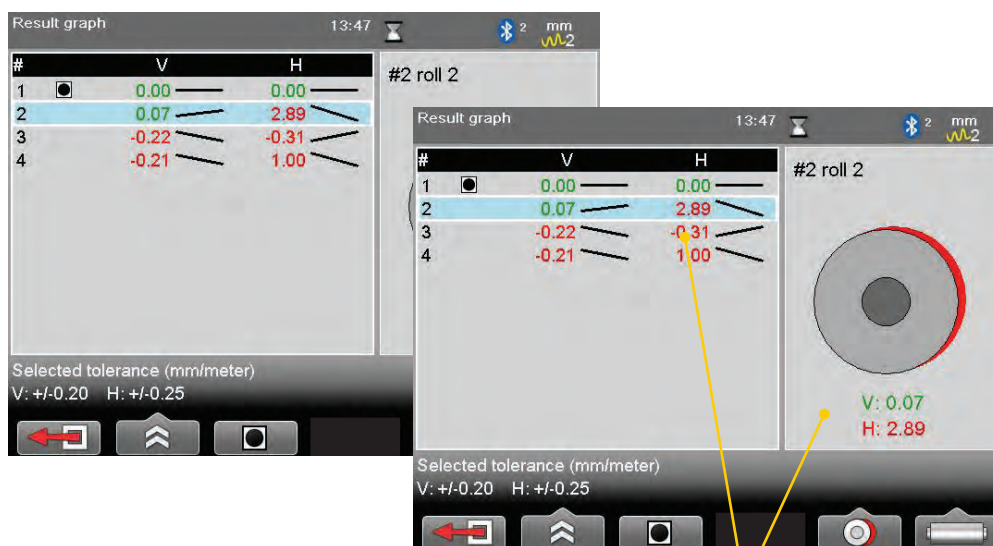 Result graph 13:47 2 mm
2
# V H
1 0.00 0.00
2 0.07 2.89
3 -0.22 -0.31
4 -0.21 1.00
#2 roll 2
Selected tolerance (mm/meter)
V: +/-0.20 H: +/-0.25
Result graph 13:47 2 mm
2
# V H
1 0.00 0.00
2 0.07 2.89
3 -0.22 -0.31
4 -0.21 1.00
#2 roll 2
V: 0.07
H: 2.89
Selected tolerance (mm/meter)
V: +/-0.20 H: +/-0.25